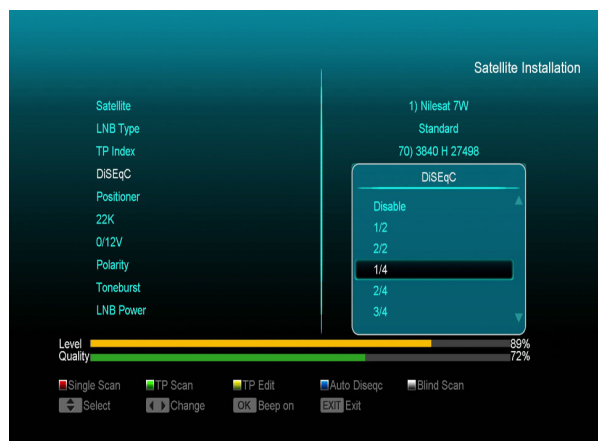 Satellite Installation
Satellite 1) Nilesat 7W
LNB Type Standard
TP Index 70) 3840 H 27498
DiSEqC
Positioner
22K
0/12V
Polarity
Toneburst
LNB Power
DiSEqC
Disable
1/2
2/2
1/4
2/4
3/4
Level 89%
Quality 72%
Single Scan TP Scan TP Edit Auto Diseqc Blind Scan
Select Change OK Beep on EXIT Exit